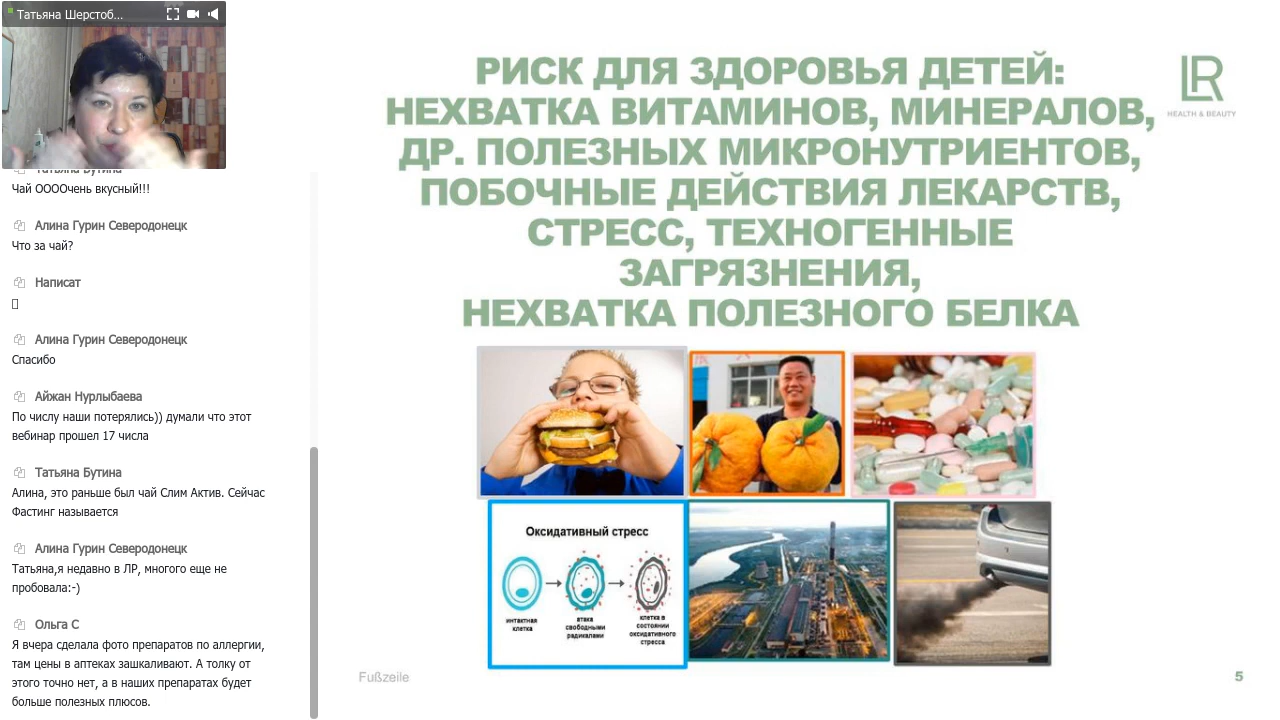 Татьяна Шерстоб...
Татьяна Бутина
Чай ООООчень вкусный!!!
Алина Гурин Северодонецк
Что за чай?
Написат
Алина Гурин Северодонецк
Спасибо
Айжан Нурлыбаева
По числу наши потерялись)) думали что этот
вебинар прошел 17 числа
Татьяна Бутина
Алина, это раньше был чай Слим Актив. Сейчас
Фастинг называется
Алина Гурин Северодонецк
Татьяна,я недавно в ЛР, многого еще не
пробовала:-)
Ольга С
Я вчера сделала фото препаратов по аллергии,
там цены в аптеках зашкаливают. А толку от
этого точно нет, а в наших препаратах будет
больше полезных плюсов.
РИСК ДЛЯ ЗДОРОВЬЯ ДЕТЕЙ:
НЕХВАТКА ВИТАМИНОВ, МИНЕРАЛОВ,
ДР. ПОЛЕЗНЫХ МИКРОНУТРИЕНТОВ,
ПОБОЧНЫЕ ДЕЙСТВИЯ ЛЕКАРСТВ,
СТРЕСС, ТЕХНОГЕННЫЕ
ЗАГРЯЗНЕНИЯ,
НЕХВАТКА ПОЛЕЗНОГО БЕЛКА
LR
HEALTH & BEAUTY
Оксидативный стресс
интактная
клетка
атака
свободными
радикалами
клетка в
состоянии
оксидативного
стресса
Fußzeile
5